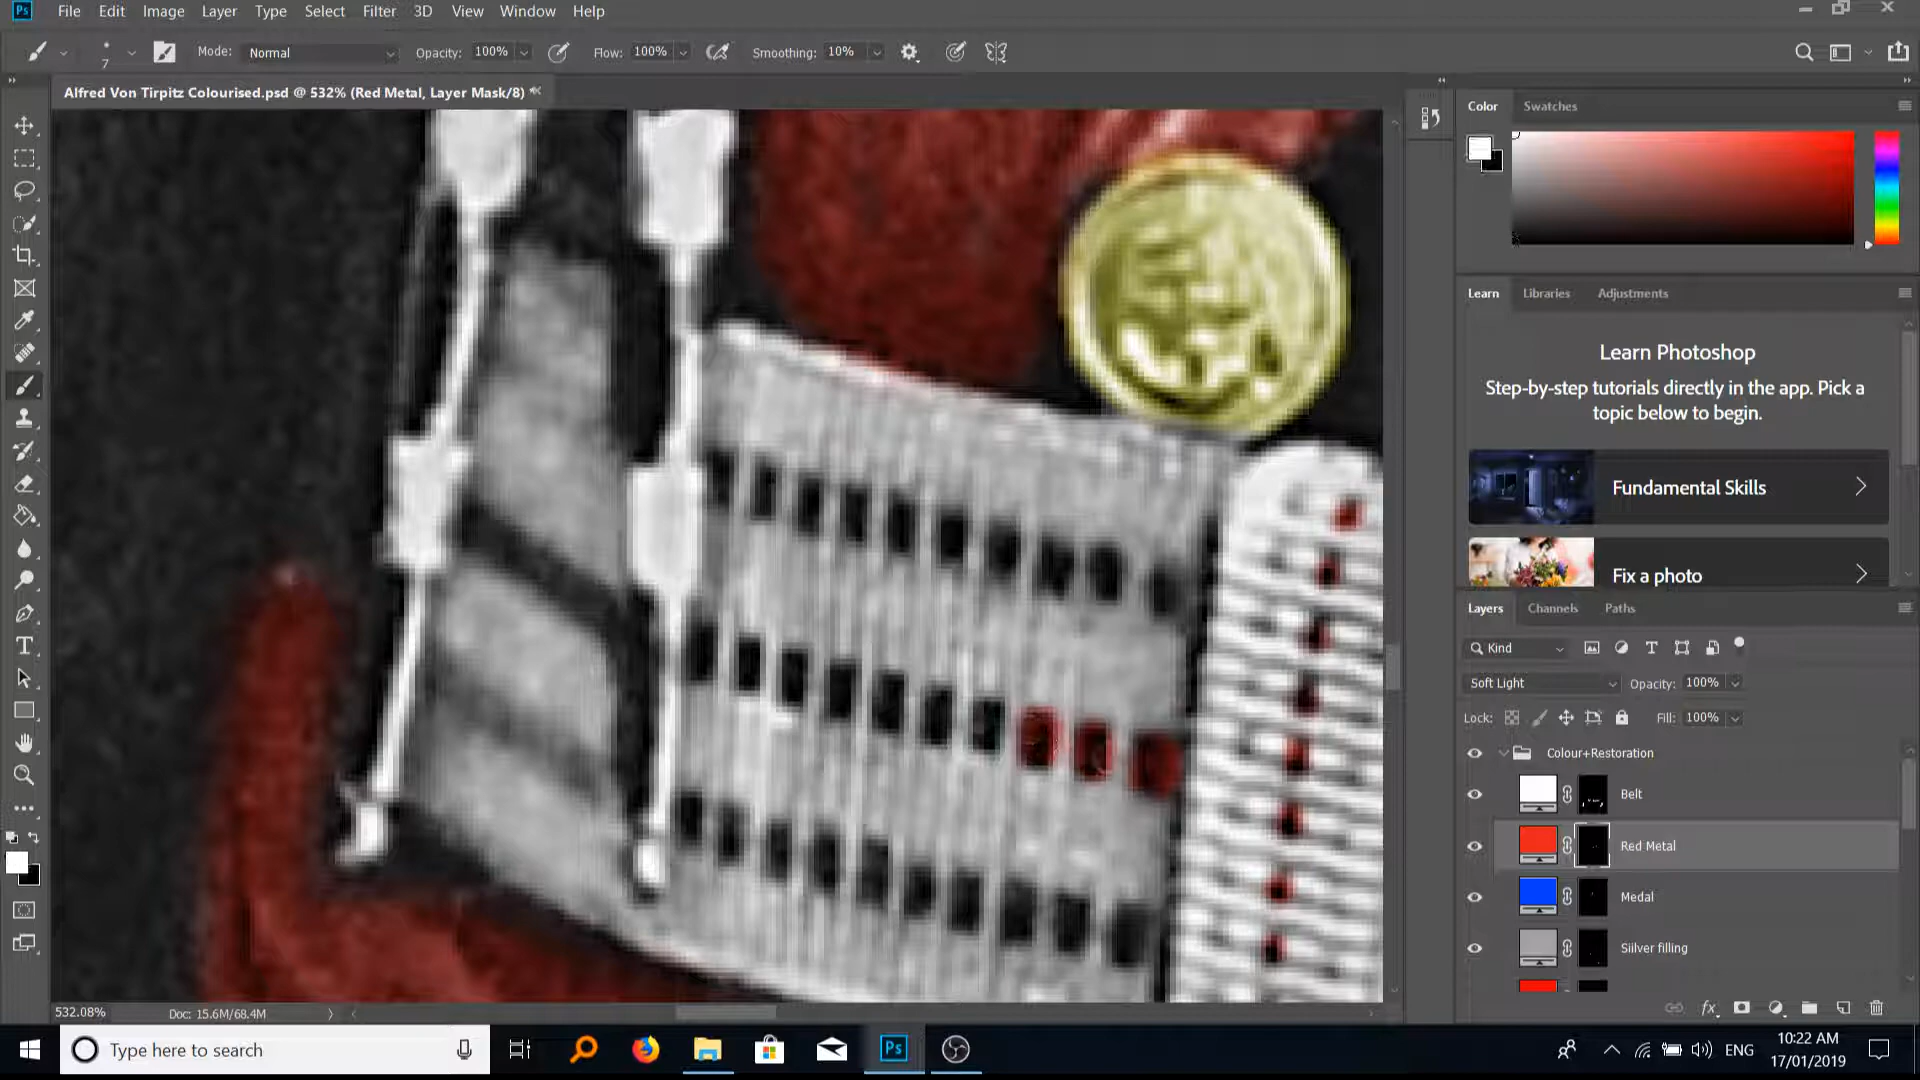 Ps File Edit Image Layer Type Select Filter 3D View Window Help
7 Mode: Normal Opacity: 100% Flow: 100% Smoothing: 10%
Alfred Von Tirpitz Colourised.psd @ 532% (Red Metal, Layer Mask/8) *
Color Swatches
Learn Libraries Adjustments
Learn Photoshop
Step-by-step tutorials directly in the app. Pick a
topic below to begin.
Fundamental Skills
Fix a photo
Layers Channels Paths
Kind
Soft Light Opacity: 100%
Lock: Fill: 100%
Colour+Restoration
Belt
Red Metal
Medal
Siilver filling
532.08% Doc: 15.6M/68.4M
Type here to search Ps ENG 10:22 AM
17/01/2019